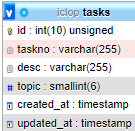 iclop tasks
id : int(10) unsigned
taskno : varchar(255)
desc : varchar(255)
topic : smallint(6)
created_at : timestamp
updated_at : timestamp